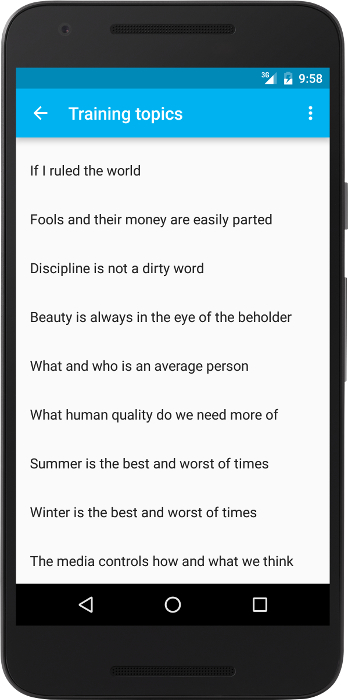 3G 9:58
Training topics
If I ruled the world
Fools and their money are easily parted
Discipline is not a dirty word
Beauty is always in the eye of the beholder
What and who is an average person
What human quality do we need more of
Summer is the best and worst of times
Winter is the best and worst of times
The media controls how and what we think